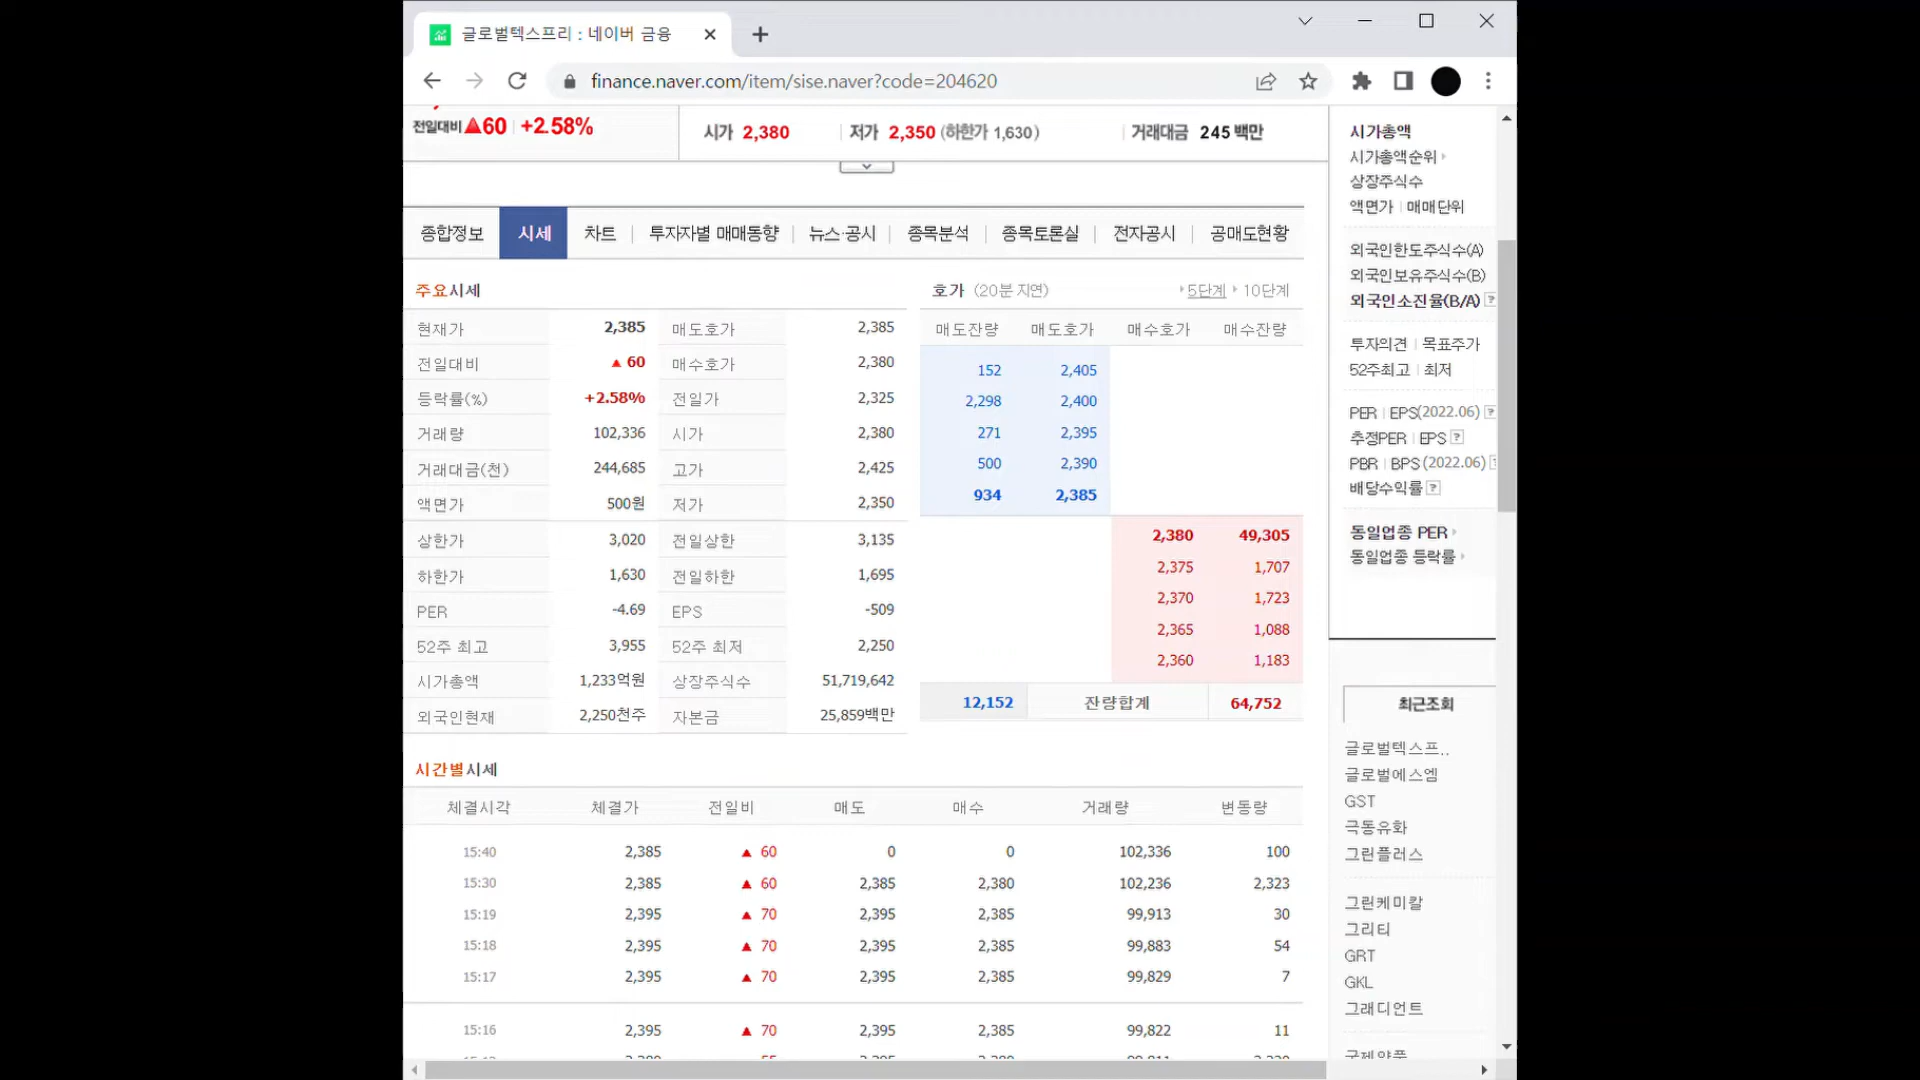 글로벌텍스프리 : 네이버 금융
finance.naver.com/item/sise.naver?code=204620
전일대비 ▲60 | +2.58%
시가 2,380 | 저가 2,350 (하한가 1,630) | 거래대금 245 백만
종합정보 시세 차트 | 투자자별 매매동향 | 뉴스·공시 | 종목분석 | 종목토론실 | 전자공시 | 공매도현황
주요시세
현재가 2,385 매도호가 2,385
전일대비 ▲ 60 매수호가 2,380
등락률(%) +2.58% 전일가 2,325
거래량 102,336 시가 2,380
거래대금(천) 244,685 고가 2,425
액면가 500원 저가 2,350
상한가 3,020 전일상한 3,135
하한가 1,630 전일하한 1,695
PER -4.69 EPS -509
52주 최고 3,955 52주 최저 2,250
시가총액 1,233억원 상장주식수 51,719,642
외국인현재 2,250천주 자본금 25,859백만
호가 (20분 지연) 5단계 10단계
매도잔량 매도호가 매수호가 매수잔량
152 2,405
2,298 2,400
271 2,395
500 2,390
934 2,385
2,380 49,305
2,375 1,707
2,370 1,723
2,365 1,088
2,360 1,183
12,152 잔량합계 64,752
시간별시세
체결시각 체결가 전일비 매도 매수 거래량 변동량
15:40 2,385 ▲ 60 0 0 102,336 100
15:30 2,385 ▲ 60 2,385 2,380 102,236 2,323
15:19 2,395 ▲ 70 2,395 2,385 99,913 30
15:18 2,395 ▲ 70 2,395 2,385 99,883 54
15:17 2,395 ▲ 70 2,395 2,385 99,829 7
15:16 2,395 ▲ 70 2,395 2,385 99,822 11
시가총액
시가총액순위
상장주식수
액면가 | 매매단위
외국인한도주식수(A)
외국인보유주식수(B)
외국인소진율(B/A) ?
투자의견 | 목표주가
52주최고 | 최저
PER | EPS(2022.06) ?
추정PER | EPS ?
PBR | BPS (2022.06) ?
배당수익률 ?
동일업종 PER
동일업종 등락률
최근조회
글로벌텍스프..
글로벌에스엠
GST
극동유화
그린플러스
그린케미칼
그리티
GRT
GKL
그래디언트
국제약품